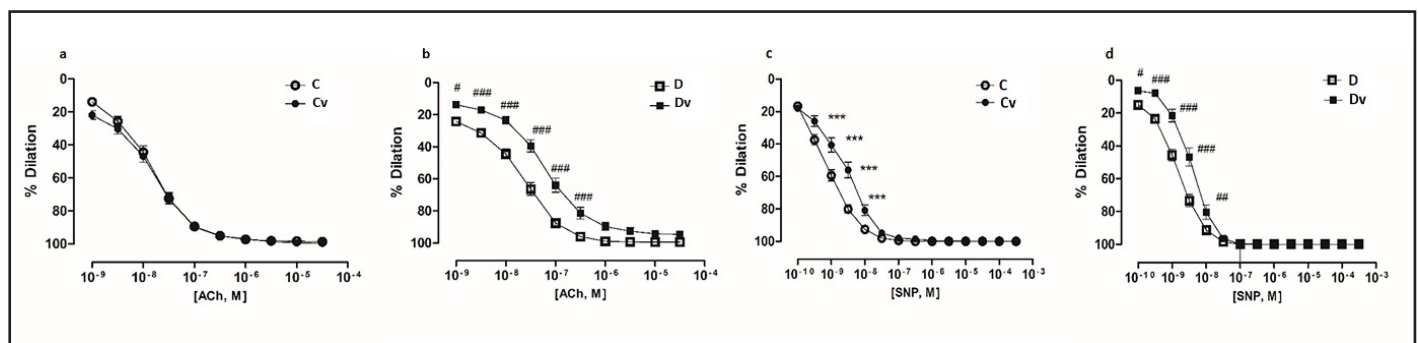 a
0
20
40
60
80
100
% Dilation
C
Cv
10⁻⁹ 10⁻⁸ 10⁻⁷ 10⁻⁶ 10⁻⁵ 10⁻⁴
[ACh, M]
b
0
20
40
60
80
100
% Dilation
# ### ### ### ### ###
D
Dv
10⁻⁹ 10⁻⁸ 10⁻⁷ 10⁻⁶ 10⁻⁵ 10⁻⁴
[ACh, M]
c
0
20
40
60
80
100
% Dilation
*** *** *** ***
C
Cv
10⁻¹⁰ 10⁻⁹ 10⁻⁸ 10⁻⁷ 10⁻⁶ 10⁻⁵ 10⁻⁴ 10⁻³
[SNP, M]
d
0
20
40
60
80
100
% Dilation
# ### ### ### ##
D
Dv
10⁻¹⁰ 10⁻⁹ 10⁻⁸ 10⁻⁷ 10⁻⁶ 10⁻⁵ 10⁻⁴ 10⁻³
[SNP, M]